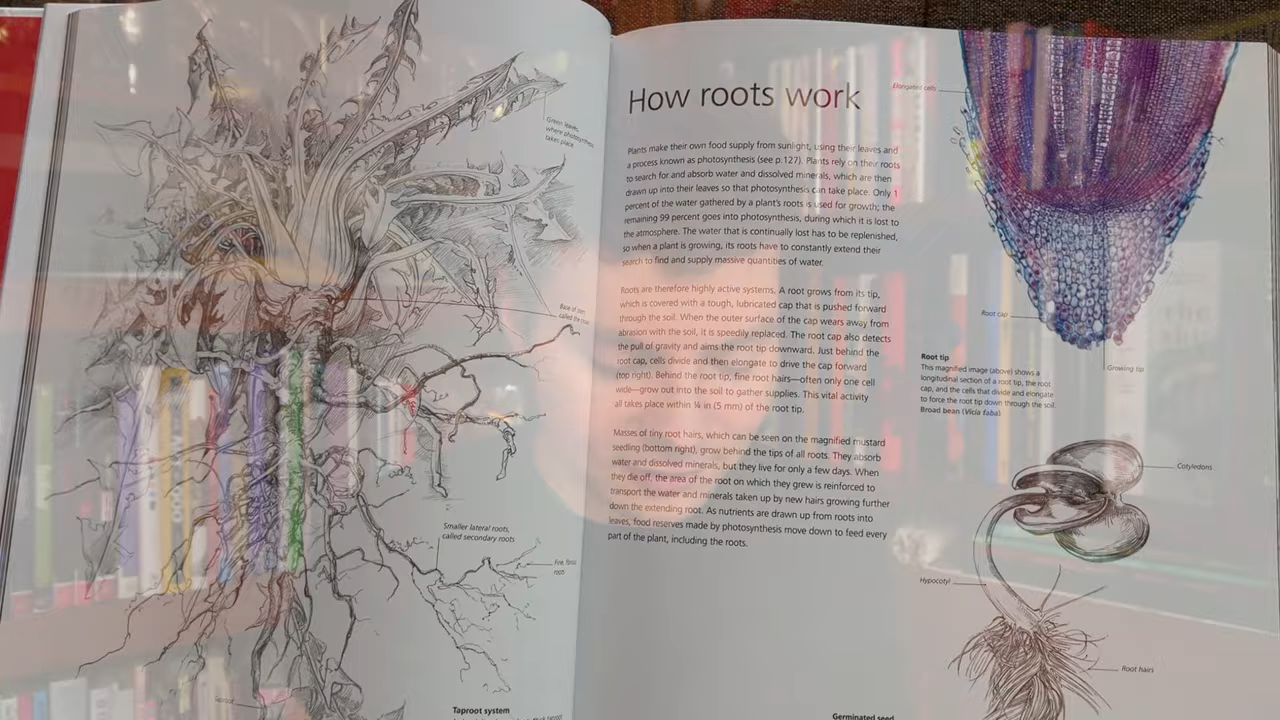 Green leaves,
where photosynthesis
takes place
Base of
called the
Smaller lateral roots,
called secondary roots
Fine, fibrous
roots
Taproot
Taproot system
taproot
How roots work
Plants make their own food supply from sunlight, using their leaves and
a process known as photosynthesis (see p.127). Plants rely on their roots
to search for and absorb water and dissolved minerals, which are then
drawn up into their leaves so that photosynthesis can take place. Only 1
percent of the water gathered by a plant's roots is used for growth; the
remaining 99 percent goes into photosynthesis, during which it is lost to
the atmosphere. The water that is continually lost has to be replenished,
so when a plant is growing, its roots have to constantly extend their
search to find and supply massive quantities of water.
Roots are therefore highly active systems. A root grows from its tip,
which is covered with a tough, lubricated cap that is pushed forward
through the soil. When the outer surface of the cap wears away from
abrasion with the soil, it is speedily replaced. The root cap also detects
the pull of gravity and aims the root tip downward. Just behind the
root cap, cells divide and then elongate to drive the cap forward
(top right). Behind the root tip, fine root hairs—often only one cell
wide—grow out into the soil to gather supplies. This vital activity
all takes place within ¼ in (5 mm) of the root tip.
Masses of tiny root hairs, which can be seen on the magnified mustard
seedling (bottom right), grow behind the tips of all roots. They absorb
water and dissolved minerals, but they live for only a few days. When
they die off, the area of the root on which they grew is reinforced to
transport the water and minerals taken up by new hairs growing further
down the extending root. As nutrients are drawn up from roots into
leaves, food reserves made by photosynthesis move down to feed every
part of the plant, including the roots.
Elongated cells
Root cap
Growing tip
Root tip
This magnified image (above) shows a
longitudinal section of a root tip, the root
cap, and the cells that divide and elongate
to force the root tip down through the soil.
Broad bean (Vicia faba)
Cotyledons
Hypocotyl
Root hairs
Germinated seed